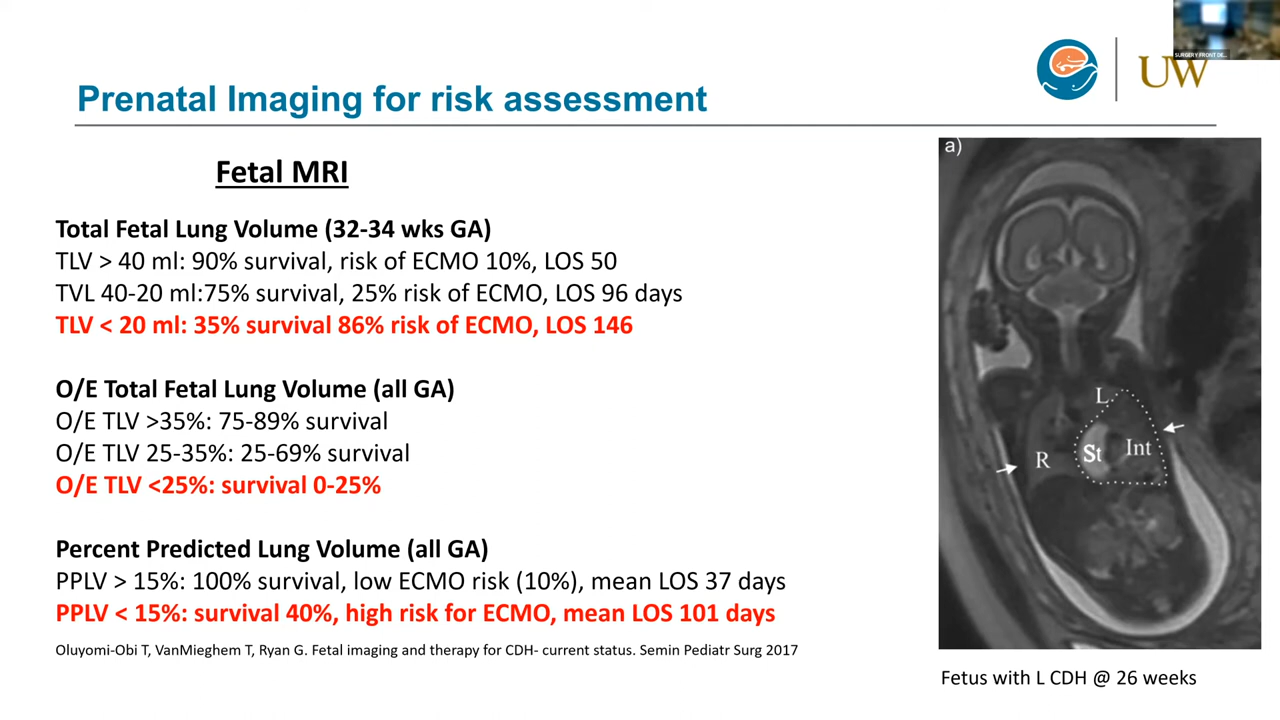 SURGERY FRONT DE...
UW
Prenatal Imaging for risk assessment
Fetal MRI
Total Fetal Lung Volume (32-34 wks GA)
TLV > 40 ml: 90% survival, risk of ECMO 10%, LOS 50
TVL 40-20 ml:75% survival, 25% risk of ECMO, LOS 96 days
TLV < 20 ml: 35% survival 86% risk of ECMO, LOS 146
O/E Total Fetal Lung Volume (all GA)
O/E TLV >35%: 75-89% survival
O/E TLV 25-35%: 25-69% survival
O/E TLV <25%: survival 0-25%
Percent Predicted Lung Volume (all GA)
PPLV > 15%: 100% survival, low ECMO risk (10%), mean LOS 37 days
PPLV < 15%: survival 40%, high risk for ECMO, mean LOS 101 days
Oluyomi-Obi T, VanMieghem T, Ryan G. Fetal imaging and therapy for CDH- current status. Semin Pediatr Surg 2017
a)
L
R
St
Int
Fetus with L CDH @ 26 weeks